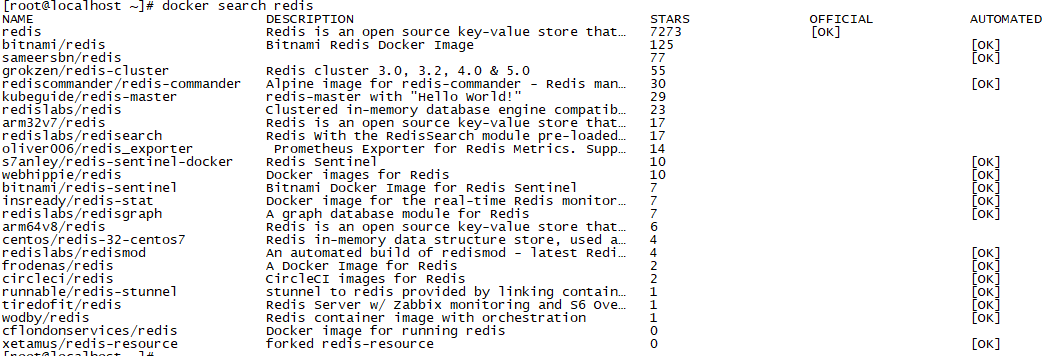 [root@localhost ~]# docker search redis
NAME DESCRIPTION STARS OFFICIAL AUTOMATED
redis Redis is an open source key-value store that… 7273 [OK]
bitnami/redis Bitnami Redis Docker Image 125 [OK]
sameersbn/redis 77 [OK]
grokzen/redis-cluster Redis cluster 3.0, 3.2, 4.0 & 5.0 55
rediscommander/redis-commander Alpine image for redis-commander - Redis man… 30 [OK]
kubeguide/redis-master redis-master with "Hello World!" 29
redislabs/redis Clustered in-memory database engine compatib… 23
arm32v7/redis Redis is an open source key-value store that… 17
redislabs/redisearch Redis With the RedisSearch module pre-loaded… 17
oliver006/redis_exporter Prometheus Exporter for Redis Metrics. Supp… 14
s7anley/redis-sentinel-docker Redis Sentinel 10 [OK]
webhippie/redis Docker images for Redis 10 [OK]
bitnami/redis-sentinel Bitnami Docker Image for Redis Sentinel 7 [OK]
insready/redis-stat Docker image for the real-time Redis monitor… 7 [OK]
redislabs/redisgraph A graph database module for Redis 7 [OK]
arm64v8/redis Redis is an open source key-value store that… 6
centos/redis-32-centos7 Redis in-memory data structure store, used a… 4
redislabs/redismod An automated build of redismod - latest Redi… 4 [OK]
frodenas/redis A Docker Image for Redis 2 [OK]
circleci/redis CircleCI images for Redis 2 [OK]
runnable/redis-stunnel stunnel to redis provided by linking contain… 1 [OK]
tiredofit/redis Redis Server w/ Zabbix monitoring and S6 Ove… 1 [OK]
wodby/redis Redis container image with orchestration 1 [OK]
cflondonservices/redis Docker image for running redis 0
xetamus/redis-resource forked redis-resource 0 [OK]
[root@localhost ~]#